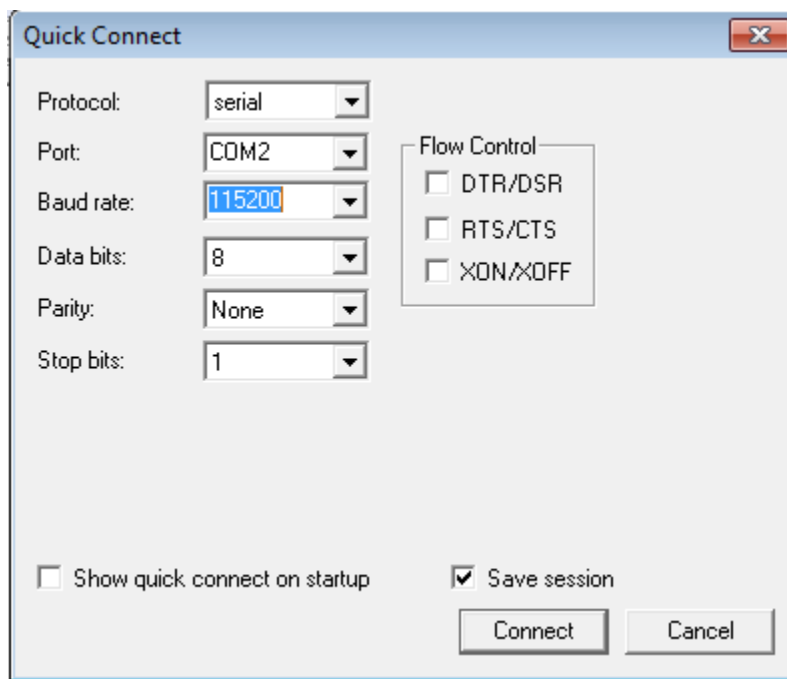 Quick Connect
Protocol: serial
Port: COM2
Baud rate: 115200
Data bits: 8
Parity: None
Stop bits: 1
Flow Control
DTR/DSR
RTS/CTS
XON/XOFF
Show quick connect on startup
Save session
Connect
Cancel